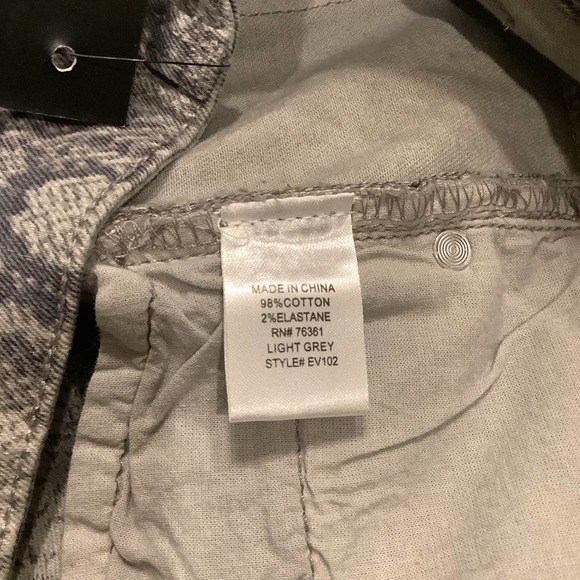 MADE IN CHINA
98%COTTON
2%ELASTANE
RN# 76361
LIGHT GREY
STYLE# EV102